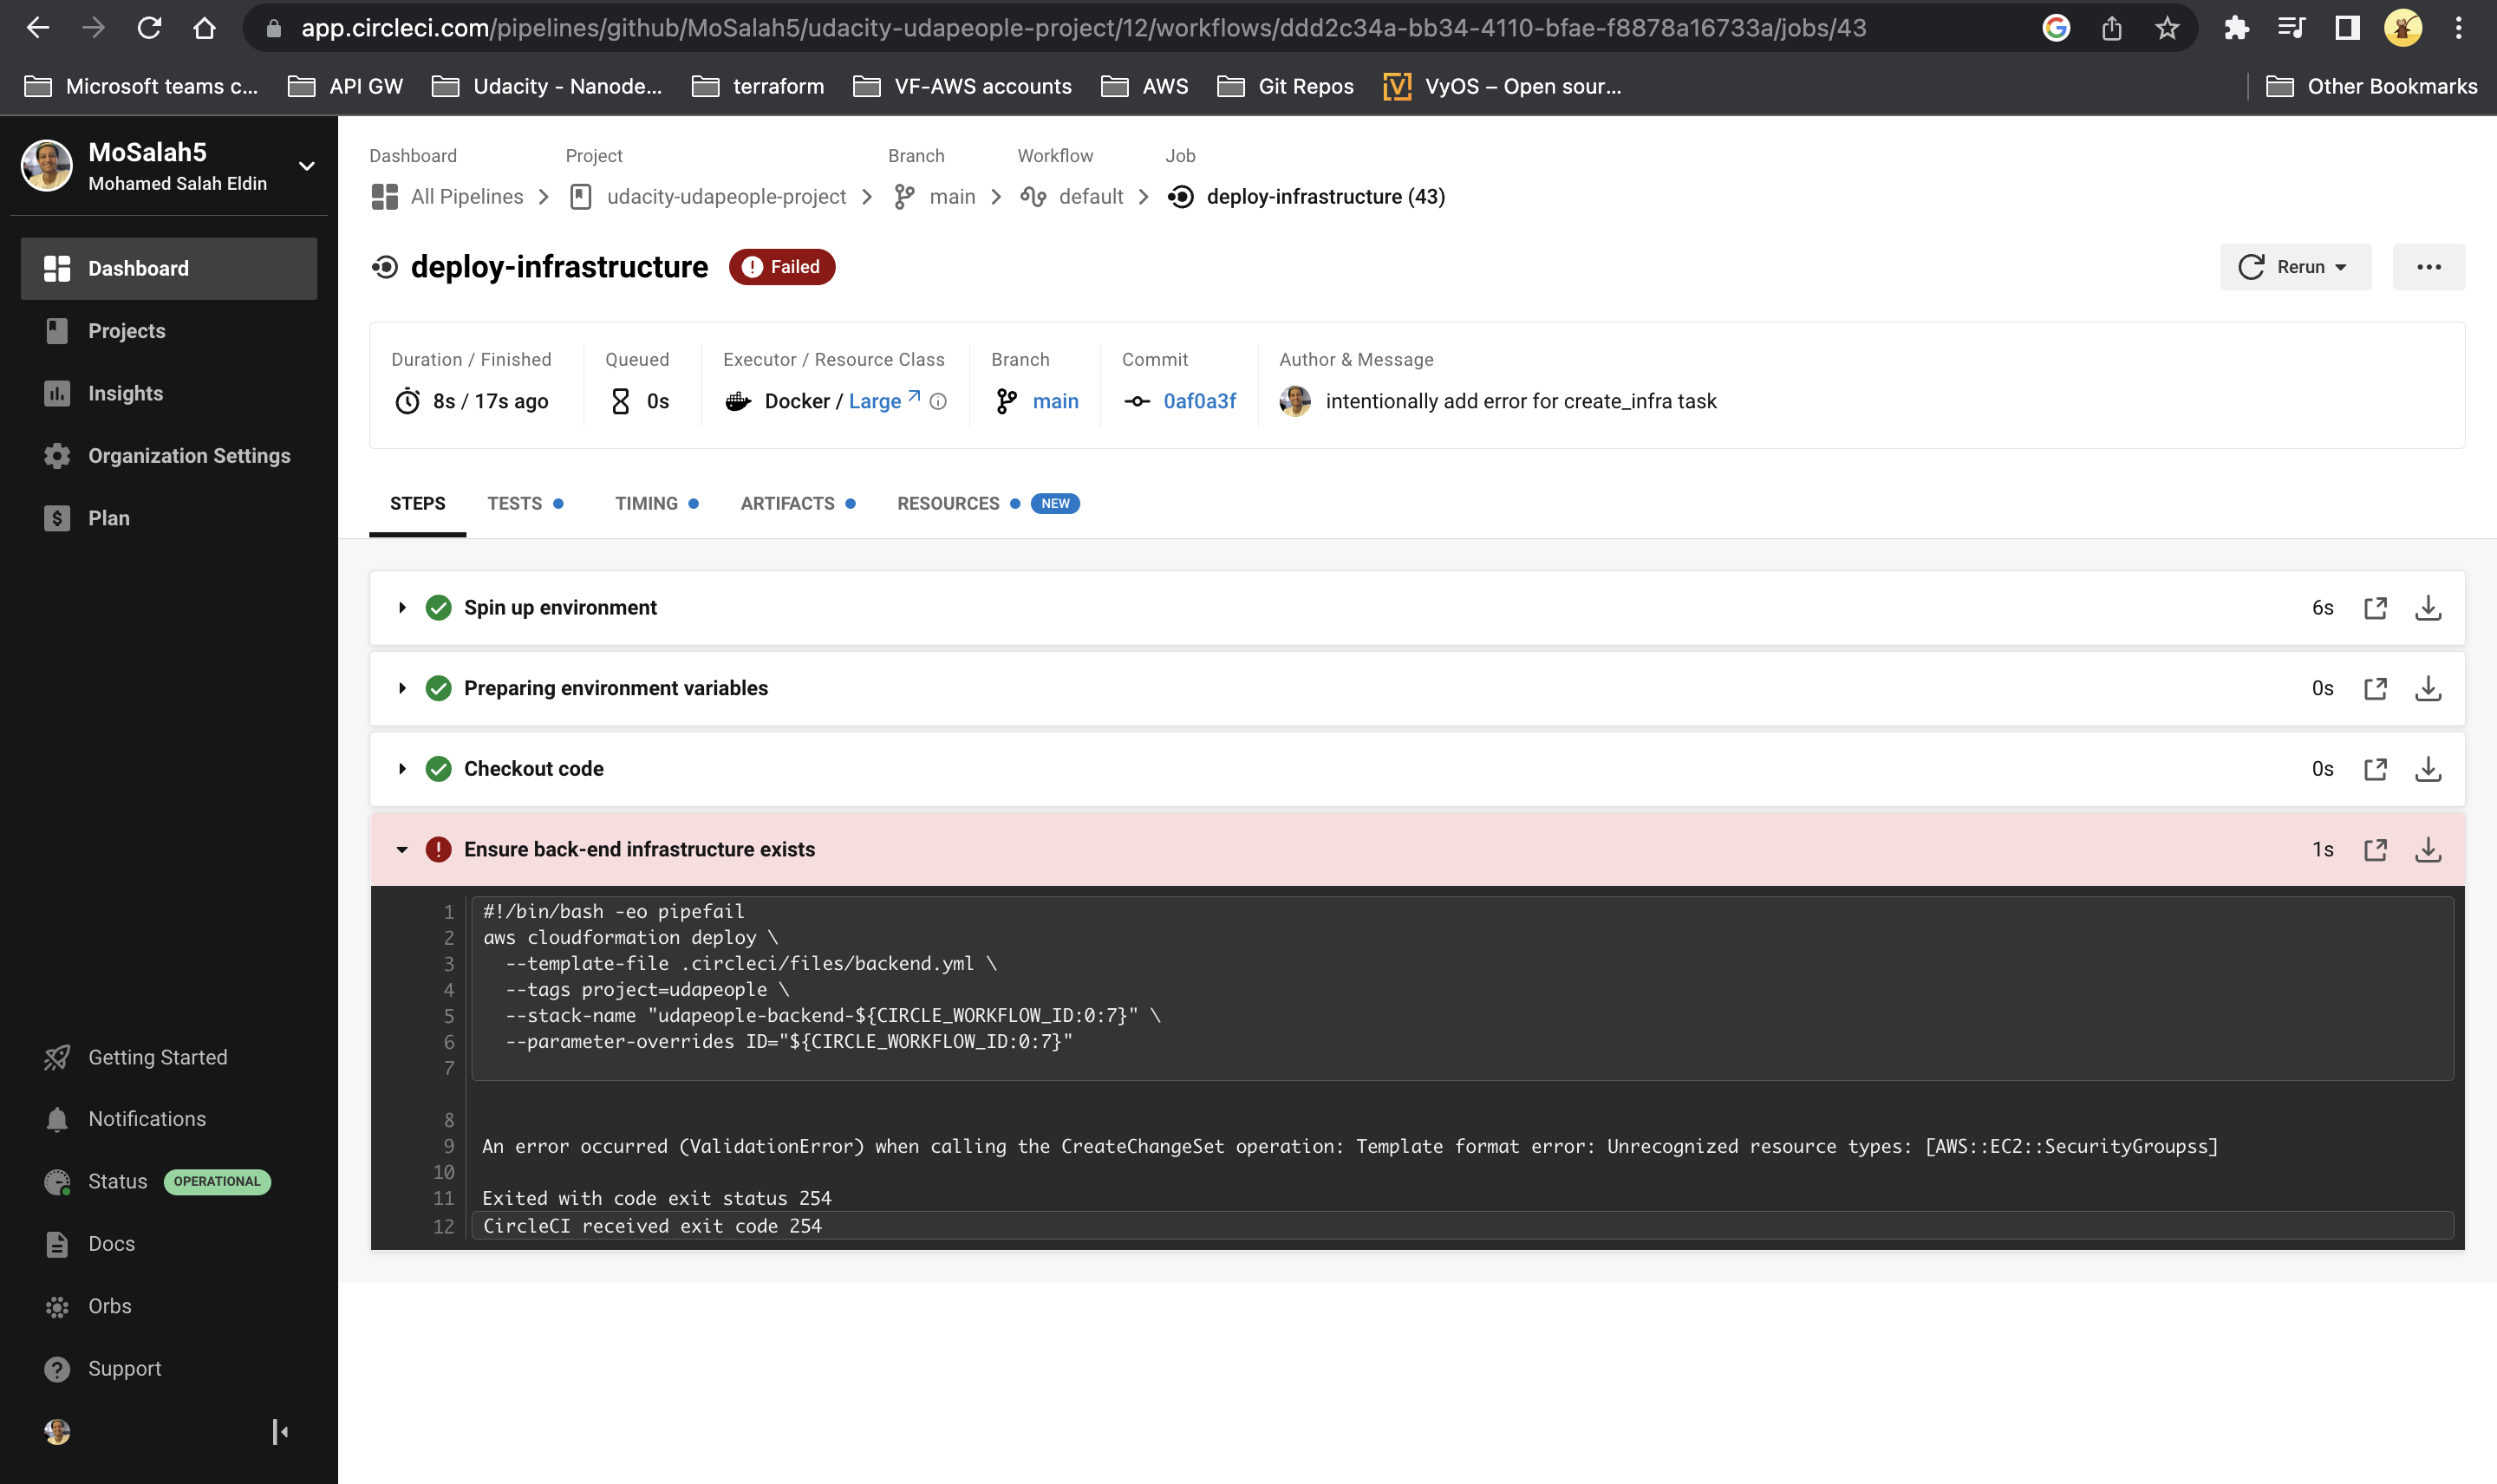 app.circleci.com/pipelines/github/MoSalah5/udacity-udapeople-project/12/workflows/ddd2c34a-bb34-4110-bfae-f8878a16733a/jobs/43
Microsoft teams c... API GW Udacity - Nanode... terraform VF-AWS accounts AWS Git Repos VyOS – Open sour... Other Bookmarks
MoSalah5
Mohamed Salah Eldin
Dashboard
Projects
Insights
Organization Settings
Plan
Getting Started
Notifications
Status OPERATIONAL
Docs
Orbs
Support
Dashboard Project Branch Workflow Job
All Pipelines udacity-udapeople-project main default deploy-infrastructure (43)
deploy-infrastructure Failed Rerun
Duration / Finished Queued Executor / Resource Class Branch Commit Author & Message
8s / 17s ago 0s Docker / Large main 0af0a3f intentionally add error for create_infra task
STEPS TESTS TIMING ARTIFACTS RESOURCES NEW
Spin up environment 6s
Preparing environment variables 0s
Checkout code 0s
Ensure back-end infrastructure exists 1s
1 #!/bin/bash -eo pipefail
2 aws cloudformation deploy \
3 --template-file .circleci/files/backend.yml \
4 --tags project=udapeople \
5 --stack-name "udapeople-backend-${CIRCLE_WORKFLOW_ID:0:7}" \
6 --parameter-overrides ID="${CIRCLE_WORKFLOW_ID:0:7}"
7
8
9 An error occurred (ValidationError) when calling the CreateChangeSet operation: Template format error: Unrecognized resource types: [AWS::EC2::SecurityGroupss]
10
11 Exited with code exit status 254
12 CircleCI received exit code 254